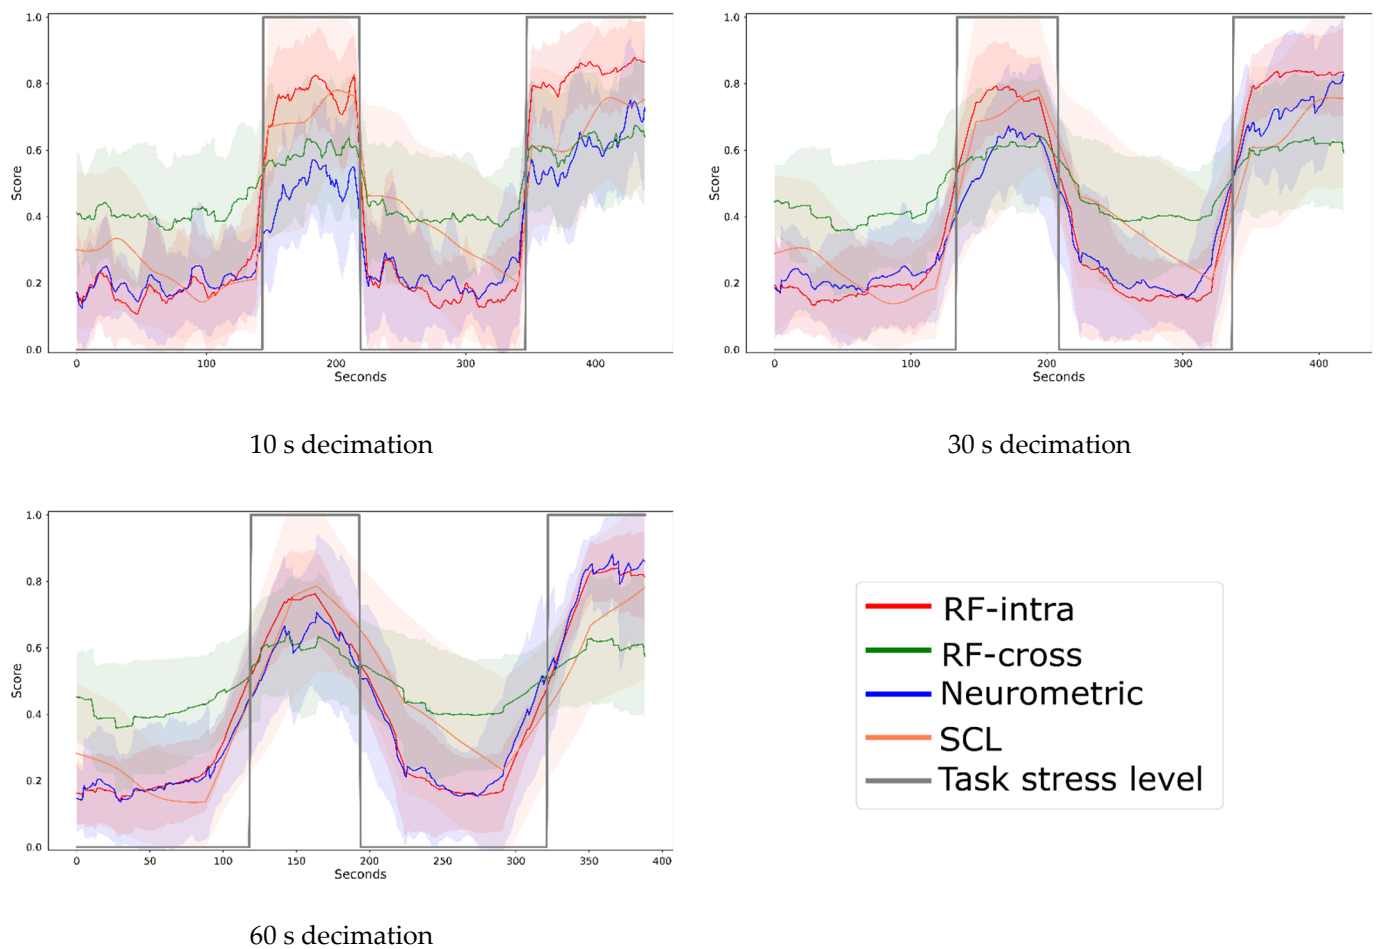 1.0
0.8
0.6
0.4
0.2
0.0
Score
0 100 200 300 400
Seconds
10 s decimation
1.0
0.8
0.6
0.4
0.2
0.0
Score
0 100 200 300 400
Seconds
30 s decimation
1.0
0.8
0.6
0.4
0.2
0.0
Score
0 50 100 150 200 250 300 350 400
Seconds
60 s decimation
RF-intra
RF-cross
Neurometric
SCL
Task stress level